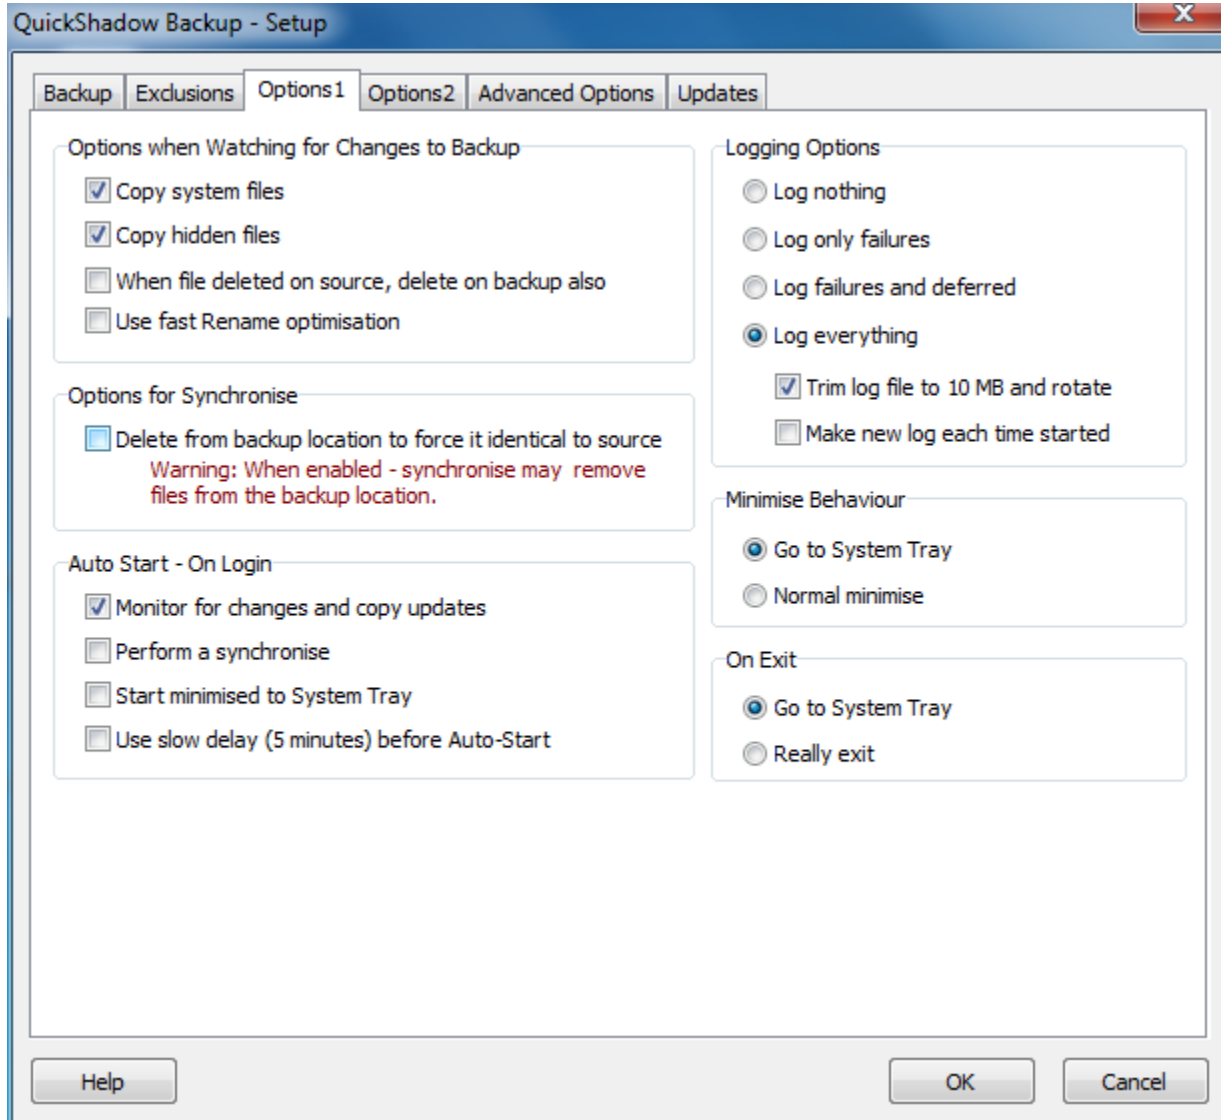 QuickShadow Backup - Setup
X
Backup Exclusions Options1 Options2 Advanced Options Updates
Options when Watching for Changes to Backup
Copy system files
Copy hidden files
When file deleted on source, delete on backup also
Use fast Rename optimisation
Options for Synchronise
Delete from backup location to force it identical to source
Warning: When enabled - synchronise may remove
files from the backup location.
Auto Start - On Login
Monitor for changes and copy updates
Perform a synchronise
Start minimised to System Tray
Use slow delay (5 minutes) before Auto-Start
Logging Options
Log nothing
Log only failures
Log failures and deferred
Log everything
Trim log file to 10 MB and rotate
Make new log each time started
Minimise Behaviour
Go to System Tray
Normal minimise
On Exit
Go to System Tray
Really exit
Help OK Cancel